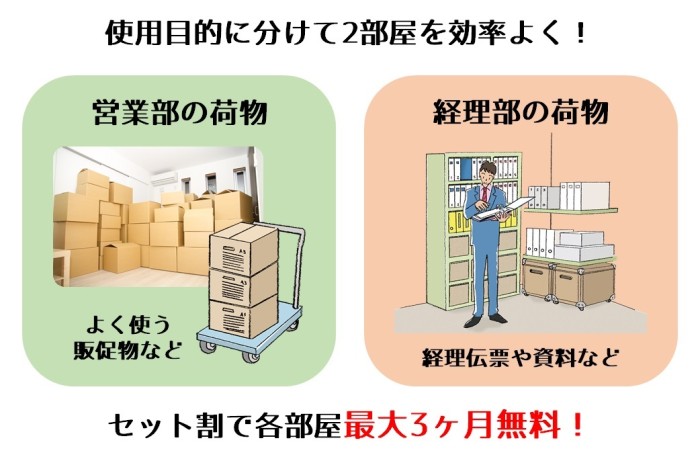 使用目的に分けて2部屋を効率よく！
営業部の荷物
よく使う
販促物など
経理部の荷物
経理伝票や資料など
セット割で各部屋最大3ヶ月無料！